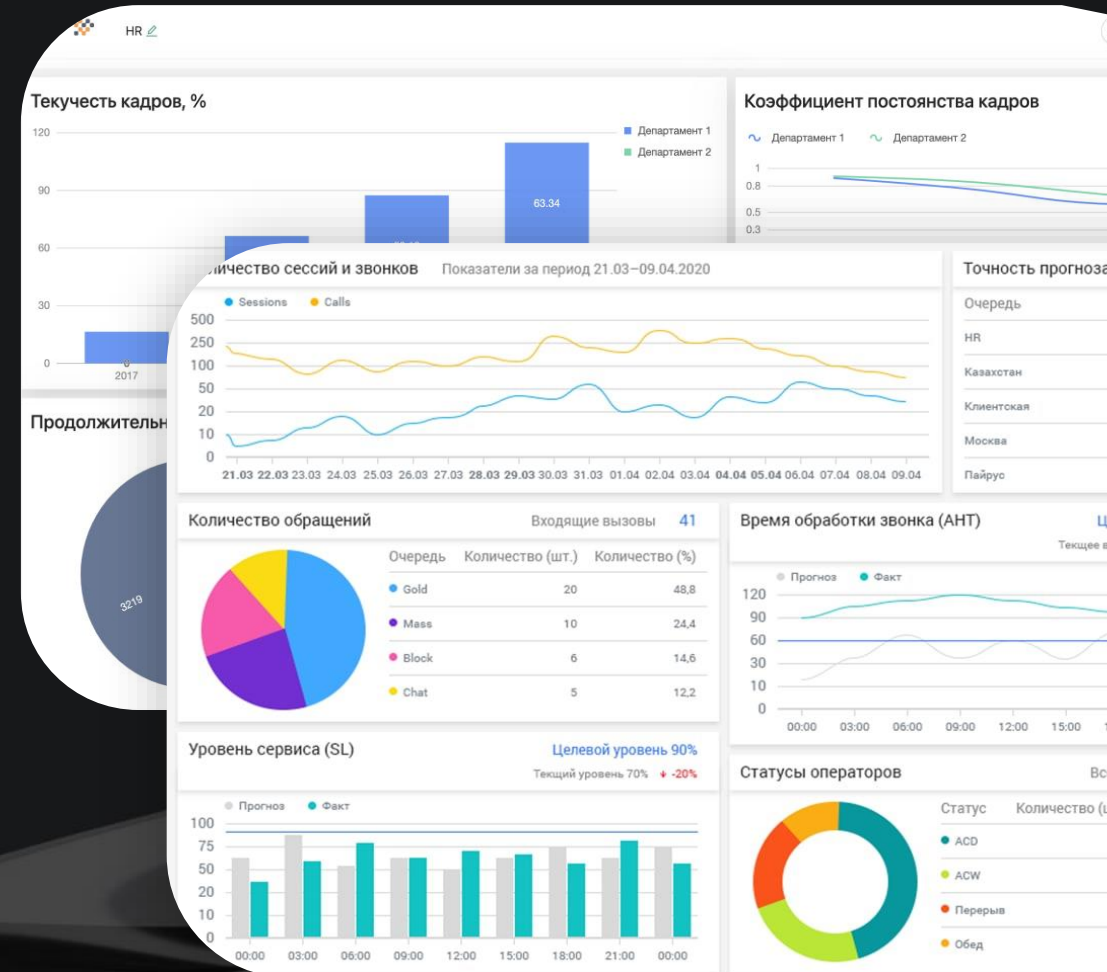 HR
Текучесть кадров, %
120
Департамент 1
Департамент 2
90
63.34
60
30
0
0
2017
Коэффициент постоянства кадров
Департамент 1 Департамент 2
1
0.8
0.5
0.3
Продолжительн
3219
ичество сессий и звонков Показатели за период 21.03–09.04.2020
Sessions Calls
500
250
100
50
20
10
0
21.03 22.03 23.03 24.03 25.03 26.03 27.03 28.03 29.03 30.03 31.03 01.04 02.04 03.04 04.04 05.04 06.04 07.04 08.04 09.04
Точность прогноза
Очередь
HR
Казахстан
Клиентская
Москва
Пайрус
Количество обращений Входящие вызовы 41
Очередь Количество (шт.) Количество (%)
Gold 20 48,8
Mass 10 24,4
Block 6 14,6
Chat 5 12,2
Время обработки звонка (АНТ) Ц
Текщее в
Прогноз Факт
120
90
60
30
10
0
00:00 03:00 06:00 09:00 12:00 15:00 1
Уровень сервиса (SL) Целевой уровень 90%
Текщий уровень 70% -20%
Прогноз Факт
100
75
50
20
10
0
00:00 03:00 06:00 09:00 12:00 15:00 18:00 21:00 00:00
Статусы операторов Вс
Статус Количество (ш
ACD
ACW
Перерыв
Обед